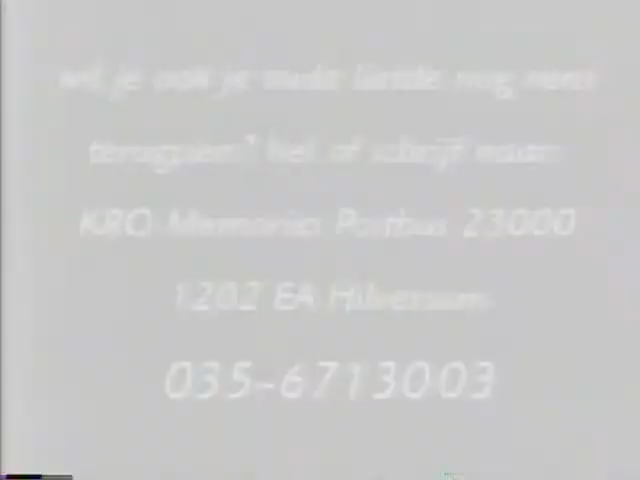 wil je ook je oude liefde nog eens
terugzien? bel of schrijf naar:
KRO Memories Postbus 23000
1202 EA Hilversum
035-6713003